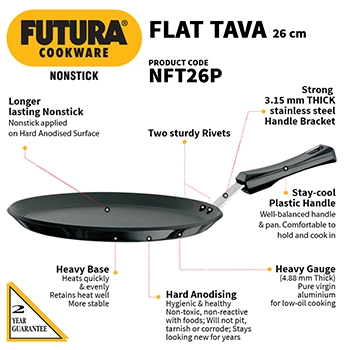 FUTURA®
COOKWARE
NONSTICK
FLAT TAVA 26 cm
PRODUCT CODE
NFT26P
Longer
lasting Nonstick
Nonstick applied
on Hard Anodised Surface
Two sturdy Rivets
Strong
3.15 mm THICK
stainless steel
Handle Bracket
Stay-cool
Plastic Handle
Well-balanced handle
& pan. Comfortable to
hold and cook in
Heavy Base
Heats quickly
& evenly
Retains heat well
More stable
Hard Anodising
Hygienic & healthy
Non-toxic, non-reactive
with foods; Will not pit,
tarnish or corrode; Stays
looking new for years
Heavy Gauge
(4.88 mm Thick)
Pure virgin
aluminium
for low-oil cooking
2
YEAR
GUARANTEE